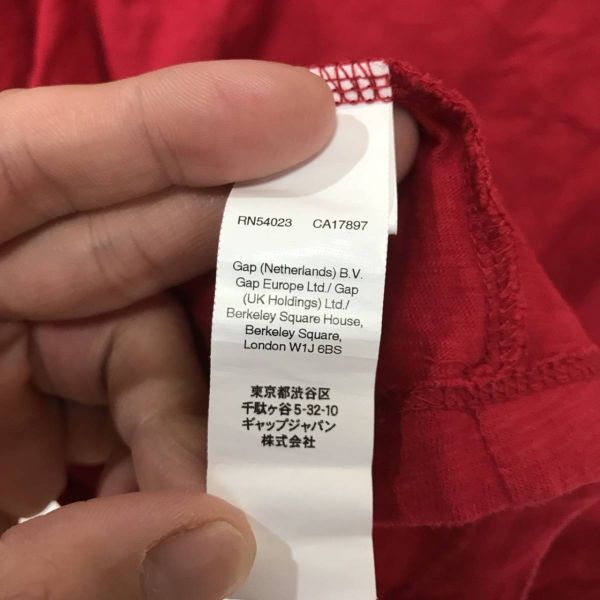 RN54023 CA17897
Gap (Netherlands) B.V.
Gap Europe Ltd./ Gap
(UK Holdings) Ltd./
Berkeley Square House,
Berkeley Square,
London W1J 6BS
東京都渋谷区
千駄ヶ谷5-32-10
ギャップジャパン
株式会社